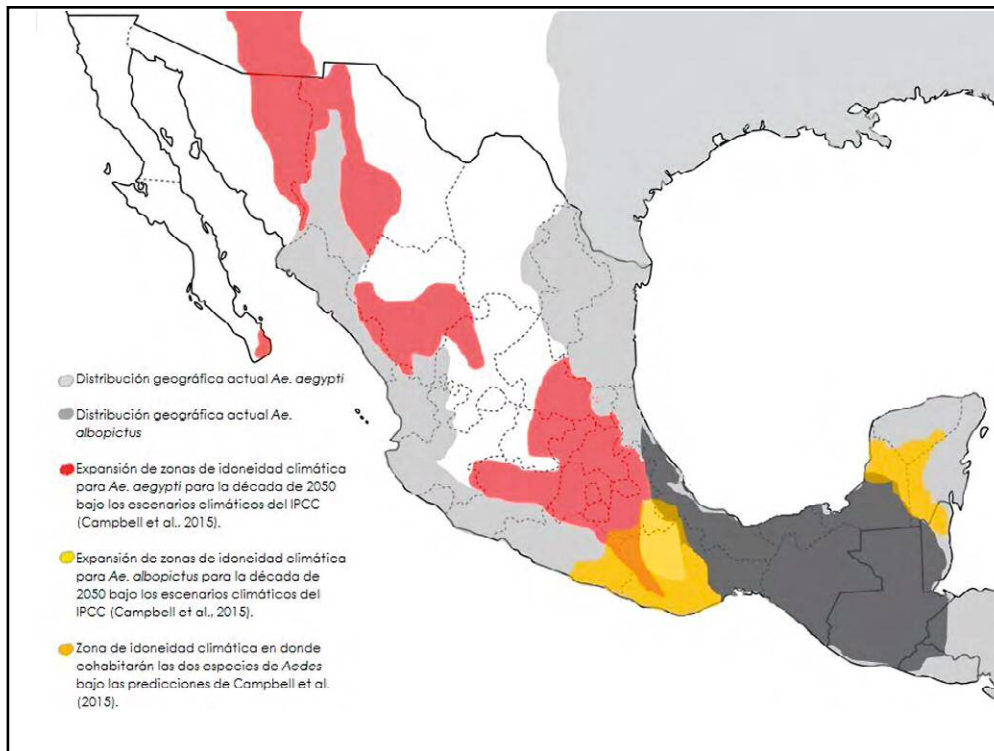 Distribución geográfica actual Ae. aegypti
Distribución geográfica actual Ae.
albopictus
Expansión de zonas de idoneidad climática
para Ae. aegypti para la década de 2050
bajo los escenarios climáticos del IPCC
(Campbell et al.. 2015).
Expansión de zonas de idoneidad climática
para Ae. albopictus para la década de
2050 bajo los escenarios climáticos del
IPCC (Campbell et al., 2015).
Zona de idoneidad climática en donde
cohabitarán las dos especies de Aedes
bajo las predicciones de Campbell et al.
(2015).